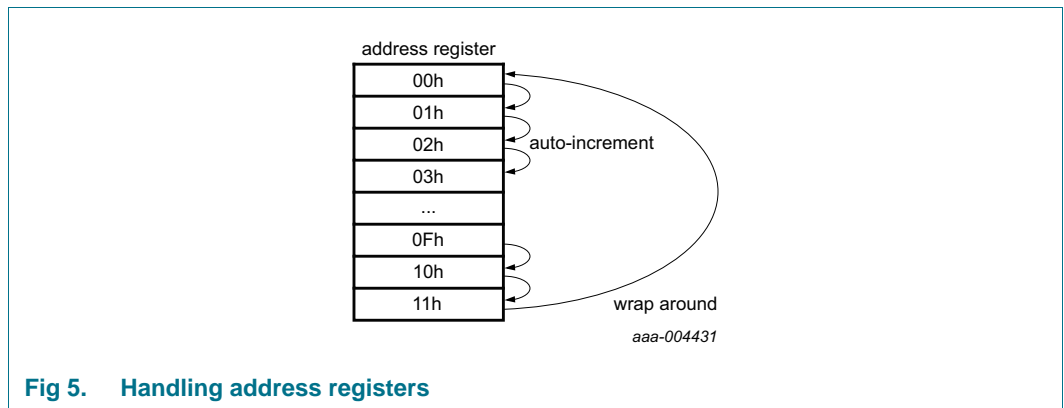 address register
00h
01h
02h
auto-increment
03h
...
0Fh
10h
11h
wrap around
aaa-004431
Fig 5. Handling address registers